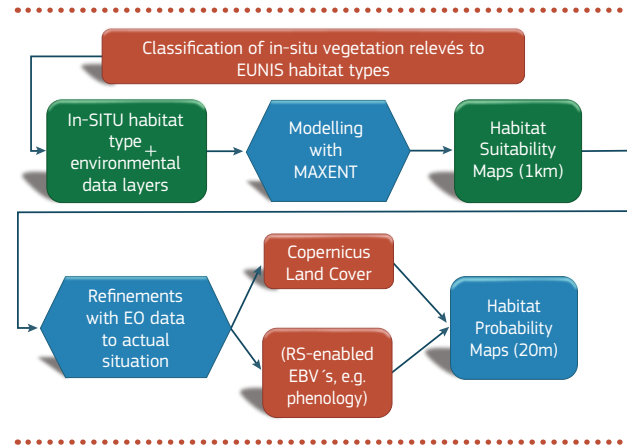 Classification of in-situ vegetation relevés to
EUNIS habitat types
In-SITU habitat
type +
environmental
data layers
Modelling
with
MAXENT
Habitat
Suitability
Maps (1km)
Refinements
with EO data
to actual
situation
Copernicus
Land Cover
(RS-enabled
EBV´s, e.g.
phenology)
Habitat
Probability
Maps (20m)